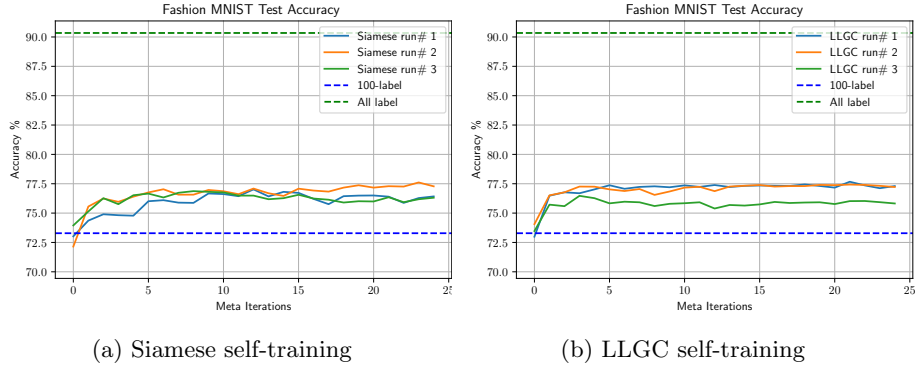 Fashion MNIST Test Accuracy
90.0
87.5
85.0
82.5
80.0
77.5
75.0
72.5
70.0
Accuracy %
Siamese run# 1
Siamese run# 2
Siamese run# 3
100-label
All label
0
5
10
15
20
25
Meta Iterations
(a) Siamese self-training
Fashion MNIST Test Accuracy
90.0
87.5
85.0
82.5
80.0
77.5
75.0
72.5
70.0
Accuracy %
LLGC run# 1
LLGC run# 2
LLGC run# 3
100-label
All label
0
5
10
15
20
25
Meta Iterations
(b) LLGC self-training